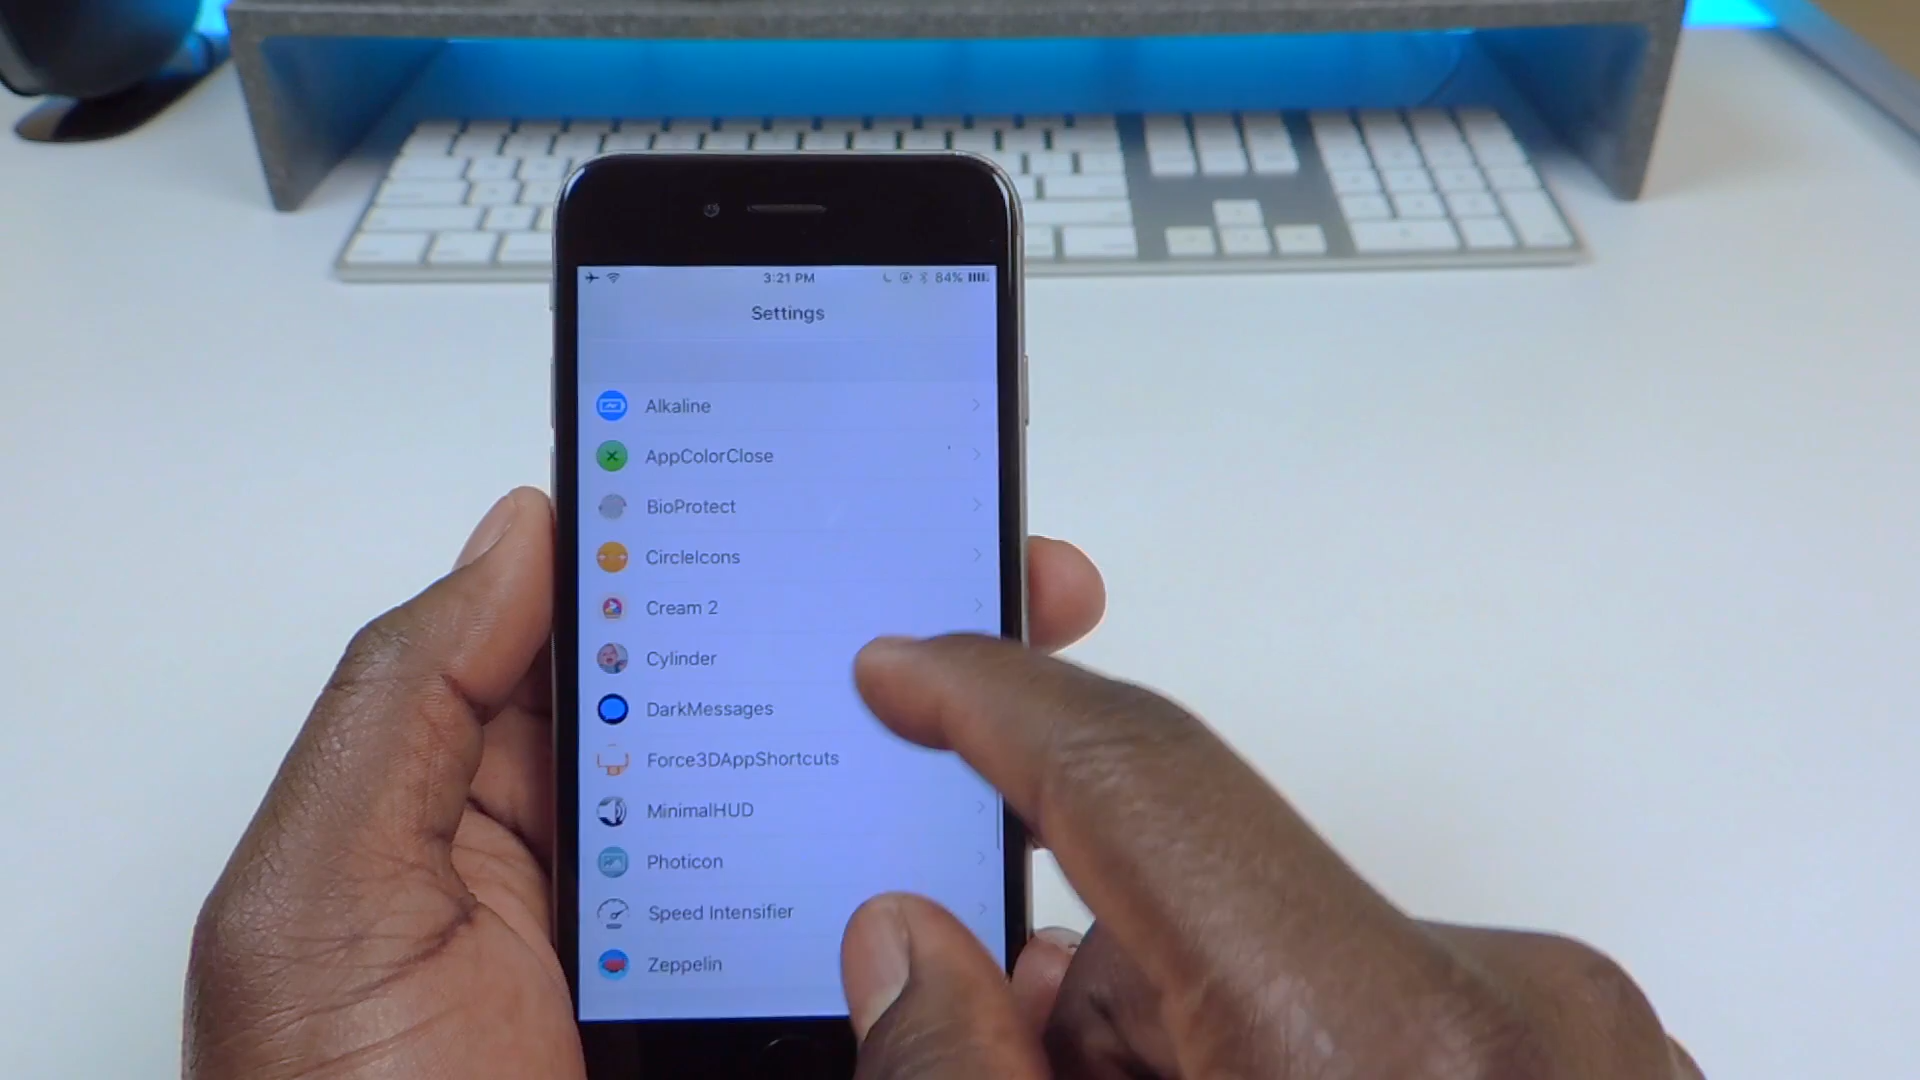 3:21 PM
84%
Settings
Alkaline
AppColorClose
BioProtect
CircleIcons
Cream 2
Cylinder
DarkMessages
Force3DAppShortcuts
MinimalHUD
Photicon
Speed Intensifier
Zeppelin